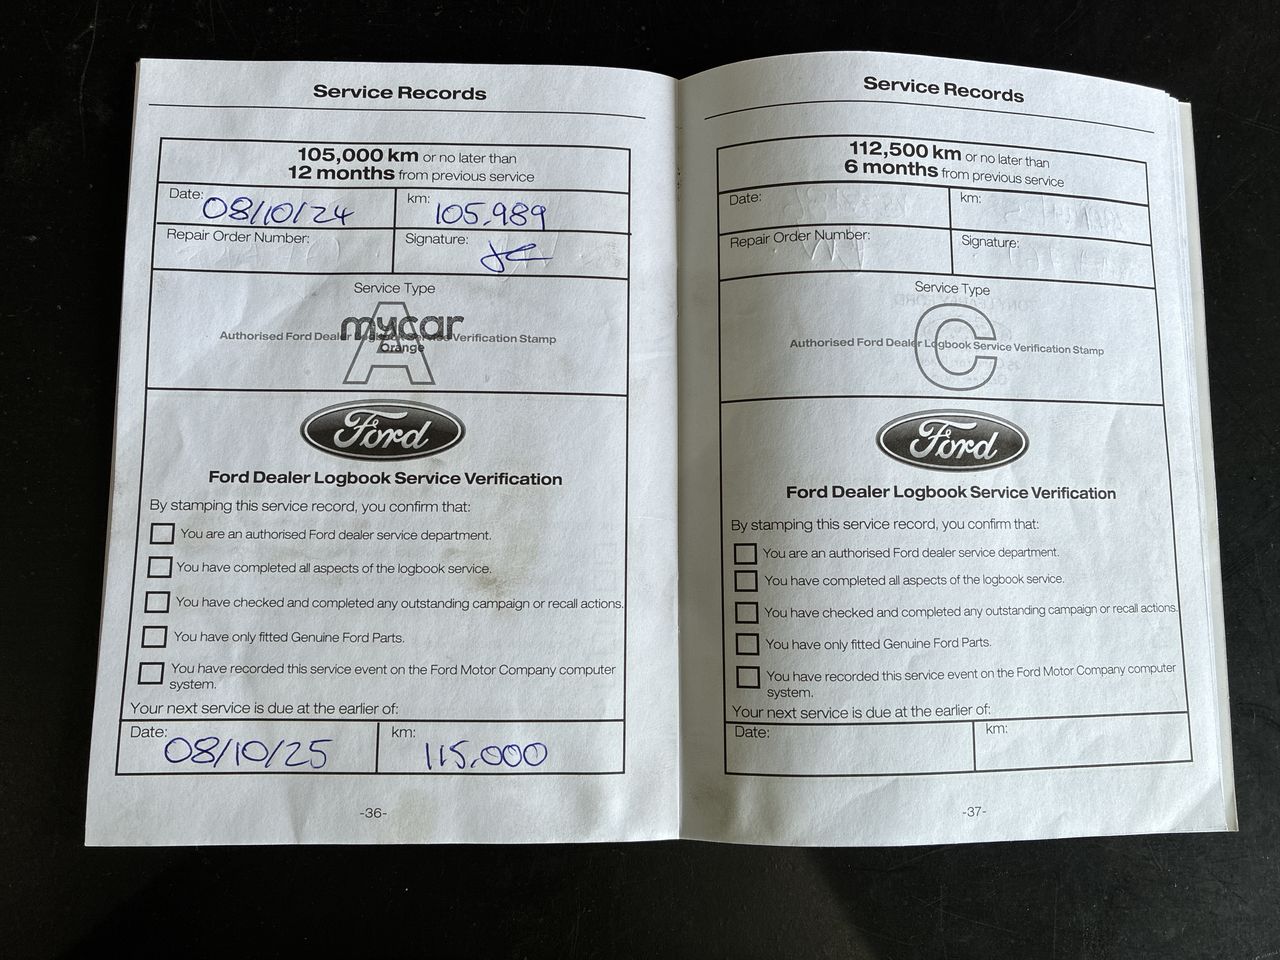 Service Records
105,000 km or no later than
12 months from previous service
Date: 08/10/24 km: 105,989
Repair Order Number: Signature:
Service Type
A
mycar
Authorised Ford Dealer Logbook Service Verification Stamp
Orange
Ford
Ford Dealer Logbook Service Verification
By stamping this service record, you confirm that:
You are an authorised Ford dealer service department.
You have completed all aspects of the logbook service.
You have checked and completed any outstanding campaign or recall actions.
You have only fitted Genuine Ford Parts.
You have recorded this service event on the Ford Motor Company computer
system.
Your next service is due at the earlier of:
Date: 08/10/25 km: 115,000
-36-
Service Records
112,500 km or no later than
6 months from previous service
Date: km:
Repair Order Number: Signature:
Service Type
C
Authorised Ford Dealer Logbook Service Verification Stamp
Ford
Ford Dealer Logbook Service Verification
By stamping this service record, you confirm that:
You are an authorised Ford dealer service department.
You have completed all aspects of the logbook service.
You have checked and completed any outstanding campaign or recall actions.
You have only fitted Genuine Ford Parts.
You have recorded this service event on the Ford Motor Company computer
system.
Your next service is due at the earlier of:
Date: km:
-37-